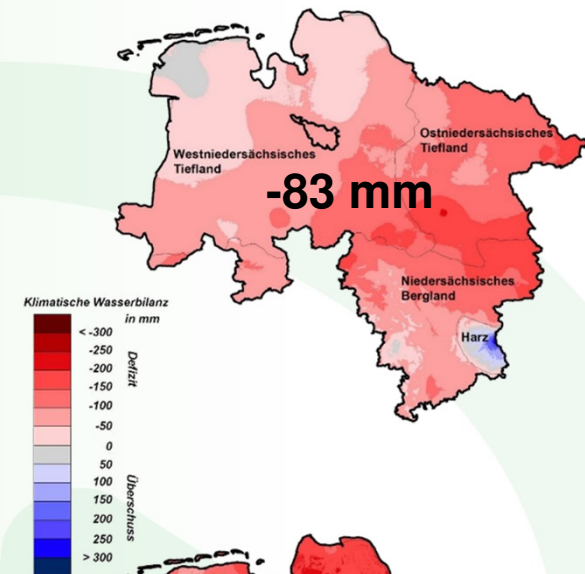 Ostniedersächsisches
Tiefland
Westniedersächsisches
Tiefland
-83 mm
Niedersächsisches
Bergland
Harz
Klimatische Wasserbilanz
in mm
< -300
-250
-200
-150
-100
-50
0
50
100
150
200
250
> 300
Defizit
Überschuss